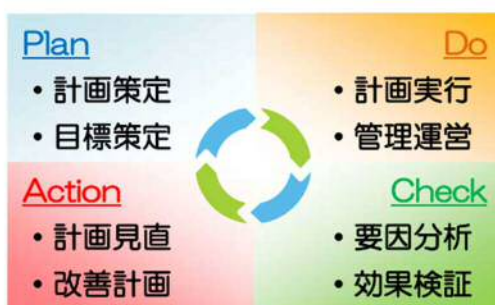 Plan
・計画策定
・目標策定
Do
・計画実行
・管理運営
Action
・計画見直
・改善計画
Check
・要因分析
・効果検証